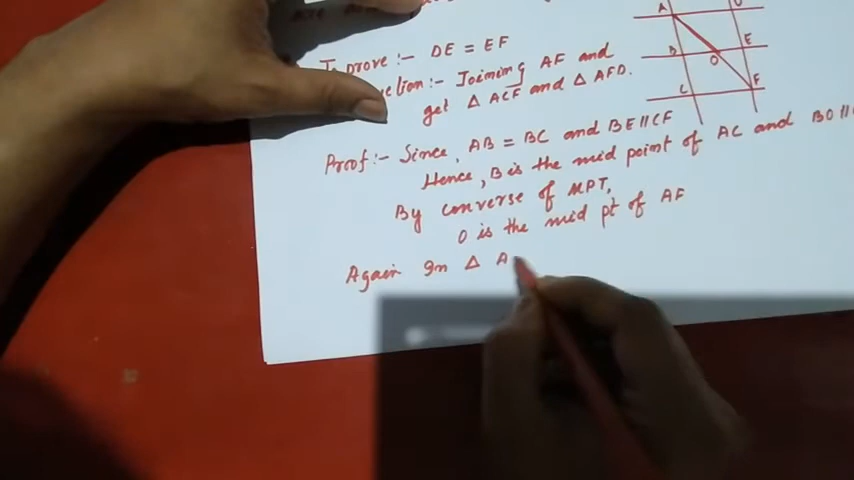 To prove :- DE = EF
uction :- Joining AF and
get △ ACF and △ AFD.
Proof :- Since, AB = BC and BE || CF
Hence, B is the mid point of AC and BO ||
By converse of MPT,
O is the mid pt of AF
Again In △ A
A
D
B
E
O
C
F